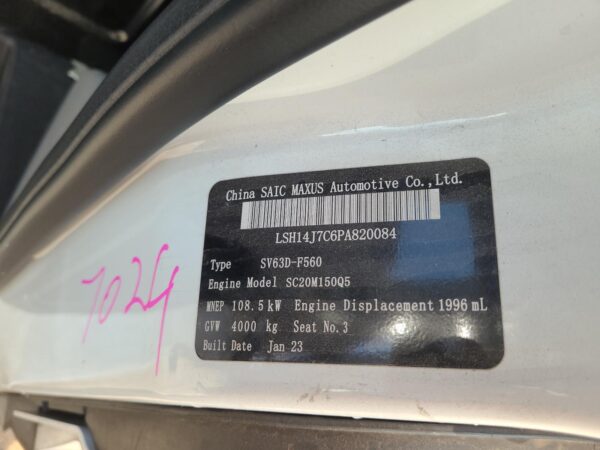 China SAIC MAXUS Automotive Co.,Ltd.
LSH14J7C6PA820084
Type SV63D-F560
Engine Model SC20M150Q5
MNEP 108.5 kW Engine Displacement 1996 mL
GVW 4000 kg Seat No.3
Built Date Jan 23